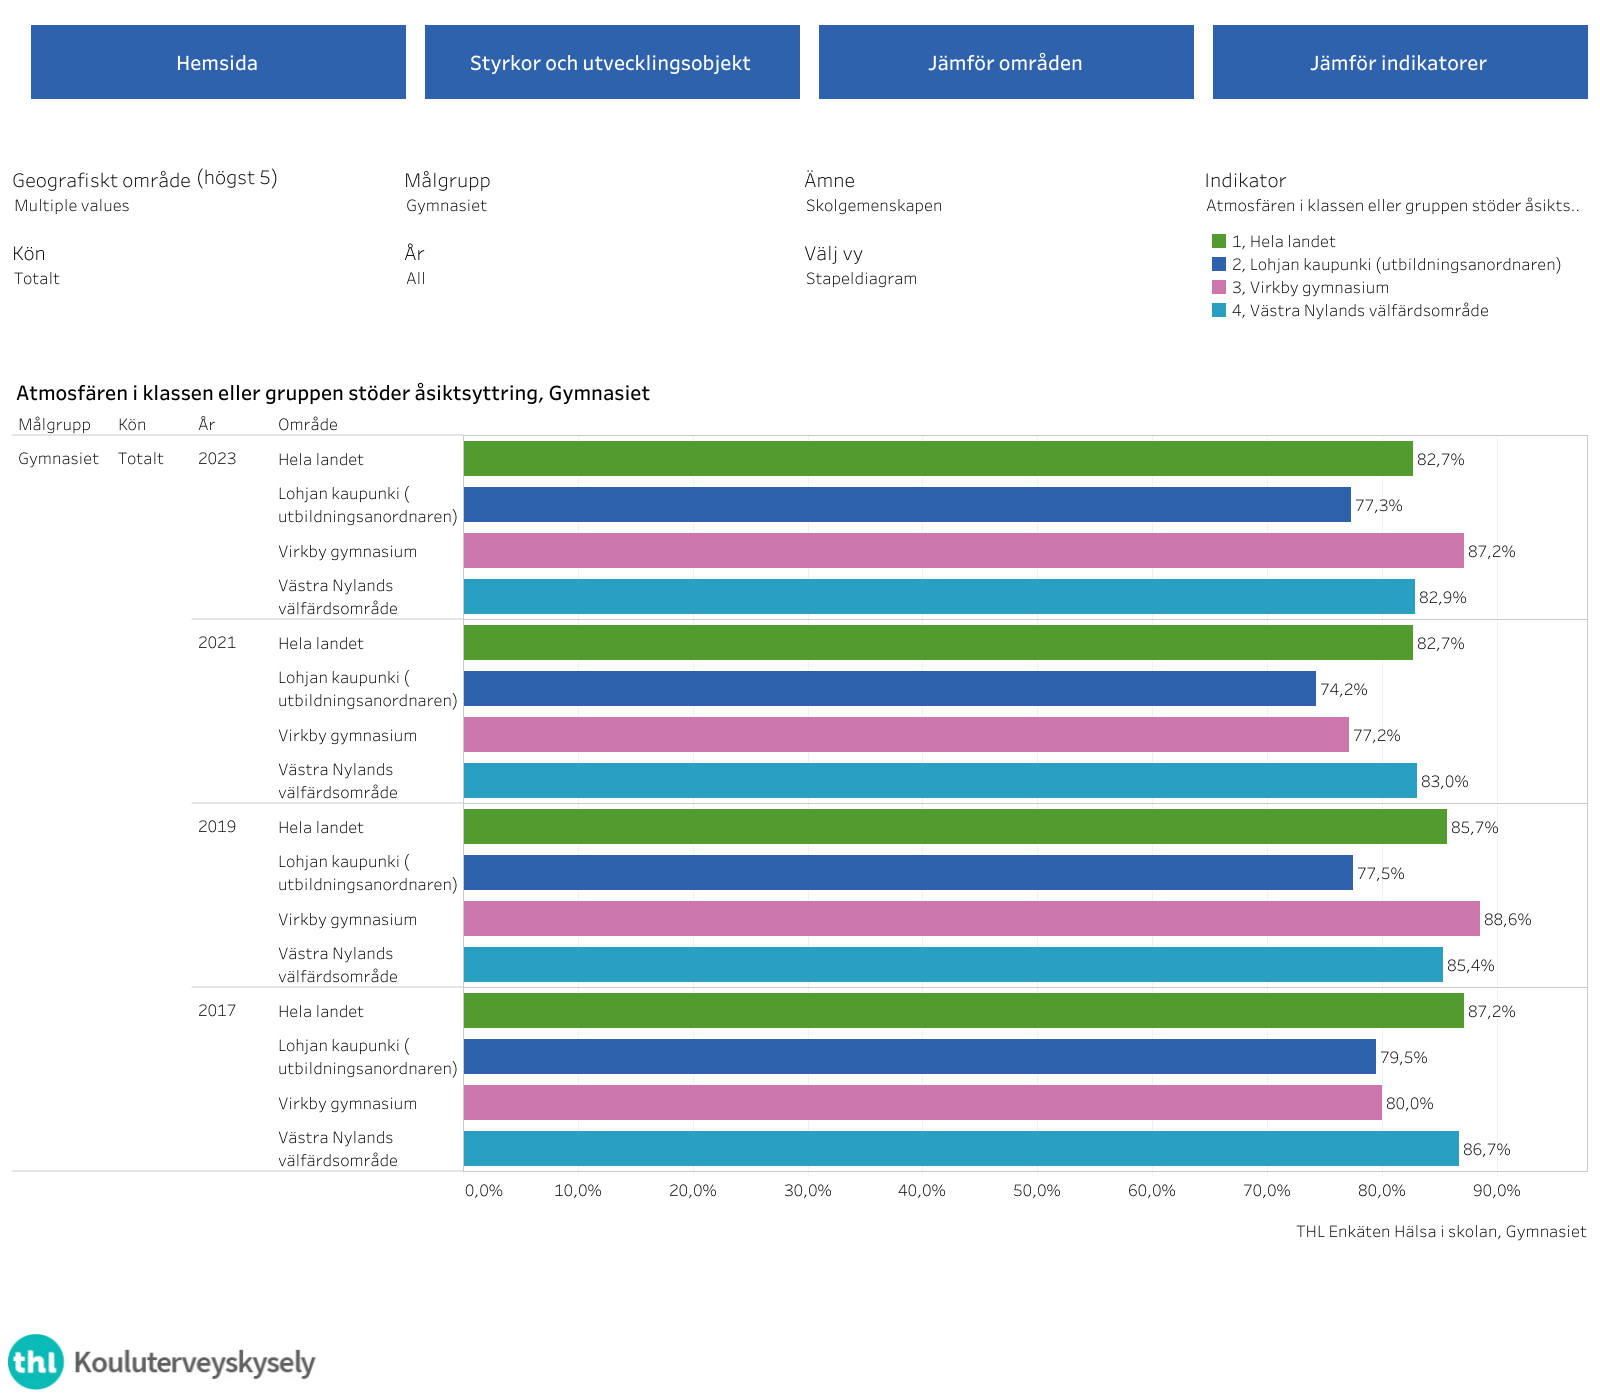 Hemsida
Styrkor och utvecklingsobjekt
Jämför områden
Jämför indikatorer
Geografiskt område (högst 5)
Multiple values
Målgrupp
Gymnasiet
Ämne
Skolgemenskapen
Indikator
Atmosfären i klassen eller gruppen stöder åsikts..
Kön
Totalt
År
All
Välj vy
Stapeldiagram
1, Hela landet
2, Lohjan kaupunki (utbildningsanordnaren)
3, Virkby gymnasium
4, Västra Nylands välfärdsområde
Atmosfären i klassen eller gruppen stöder åsiktsyttring, Gymnasiet
Målgrupp Kön År Område
Gymnasiet Totalt 2023 Hela landet 82,7%
Lohjan kaupunki (
utbildningsanordnaren) 77,3%
Virkby gymnasium 87,2%
Västra Nylands
välfärdsområde 82,9%
2021 Hela landet 82,7%
Lohjan kaupunki (
utbildningsanordnaren) 74,2%
Virkby gymnasium 77,2%
Västra Nylands
välfärdsområde 83,0%
2019 Hela landet 85,7%
Lohjan kaupunki (
utbildningsanordnaren) 77,5%
Virkby gymnasium 88,6%
Västra Nylands
välfärdsområde 85,4%
2017 Hela landet 87,2%
Lohjan kaupunki (
utbildningsanordnaren) 79,5%
Virkby gymnasium 80,0%
Västra Nylands
välfärdsområde 86,7%
0,0% 10,0% 20,0% 30,0% 40,0% 50,0% 60,0% 70,0% 80,0% 90,0%
THL Enkäten Hälsa i skolan, Gymnasiet
thl Kouluterveyskysely